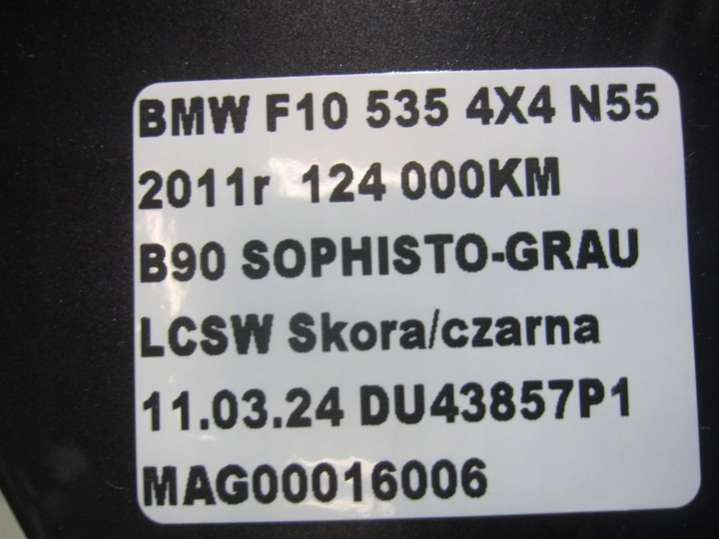 BMW F10 535 4X4 N55
2011r 124 000KM
B90 SOPHISTO-GRAU
LCSW Skora/czarna
11.03.24 DU43857P1
MAG00016006